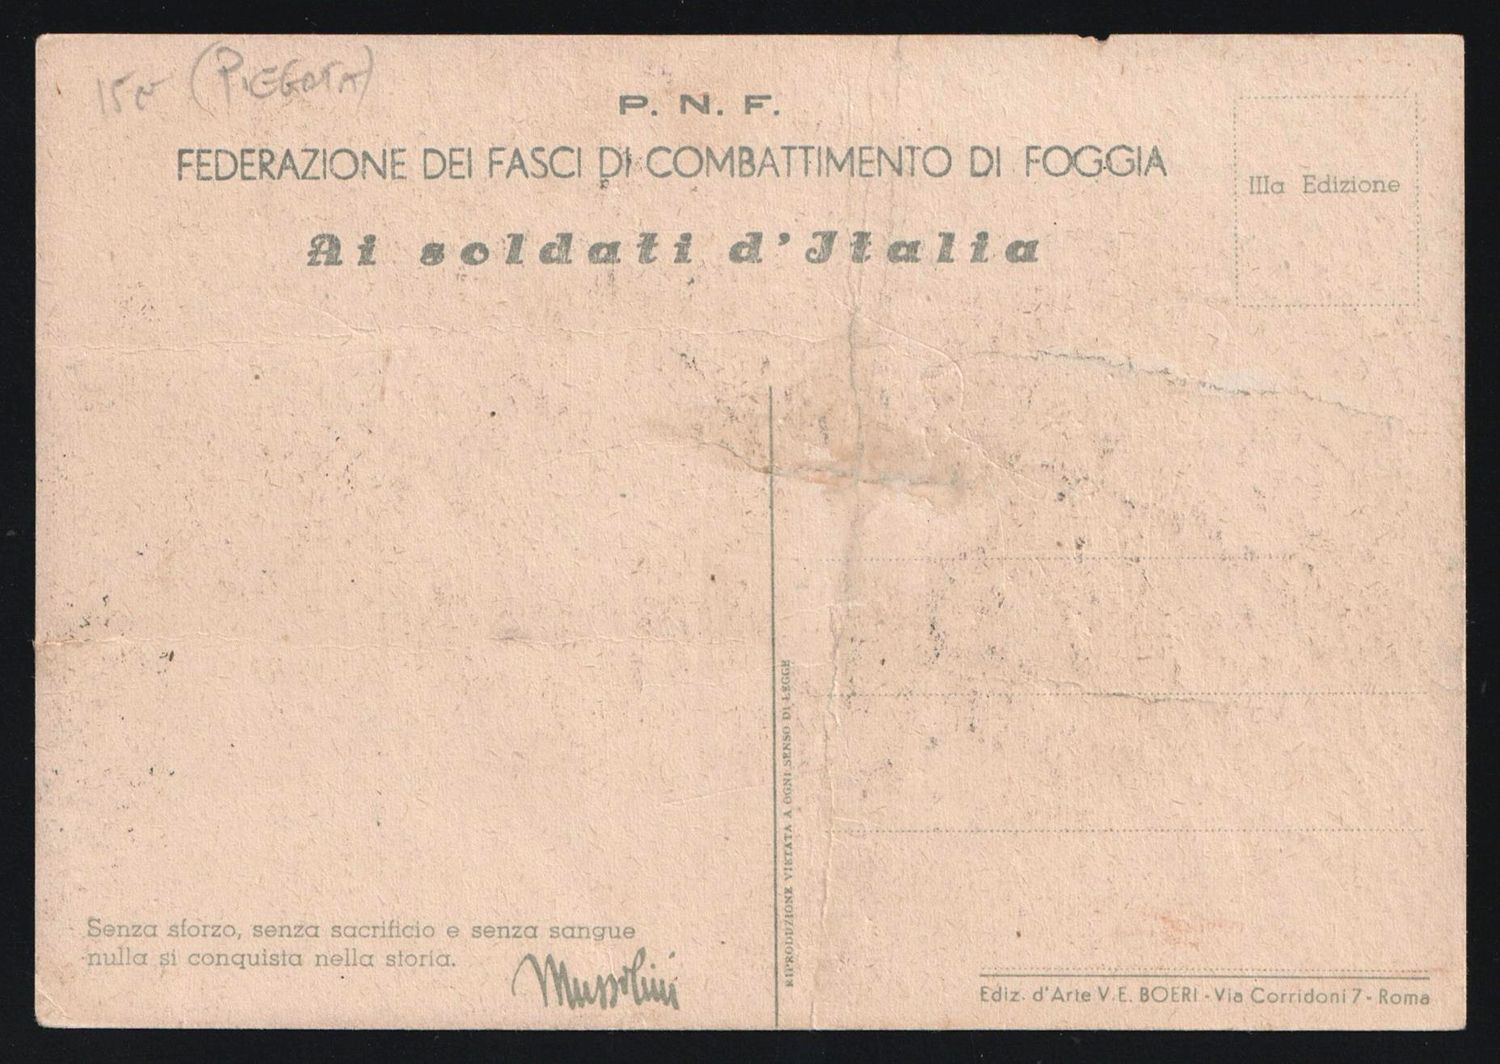 (PIEGATA)
P. N. F.
FEDERAZIONE DEI FASCI DI COMBATTIMENTO DI FOGGIA
IIIa Edizione
Ai soldati d'Italia
RIPRODUZIONE VIETATA A OGNI SENSO DI LEGGE
Senza sforzo, senza sacrificio e senza sangue
nulla si conquista nella storia.
Mussolini
Ediz. d'Arte V. E. BOERI - Via Corridoni 7 - Roma